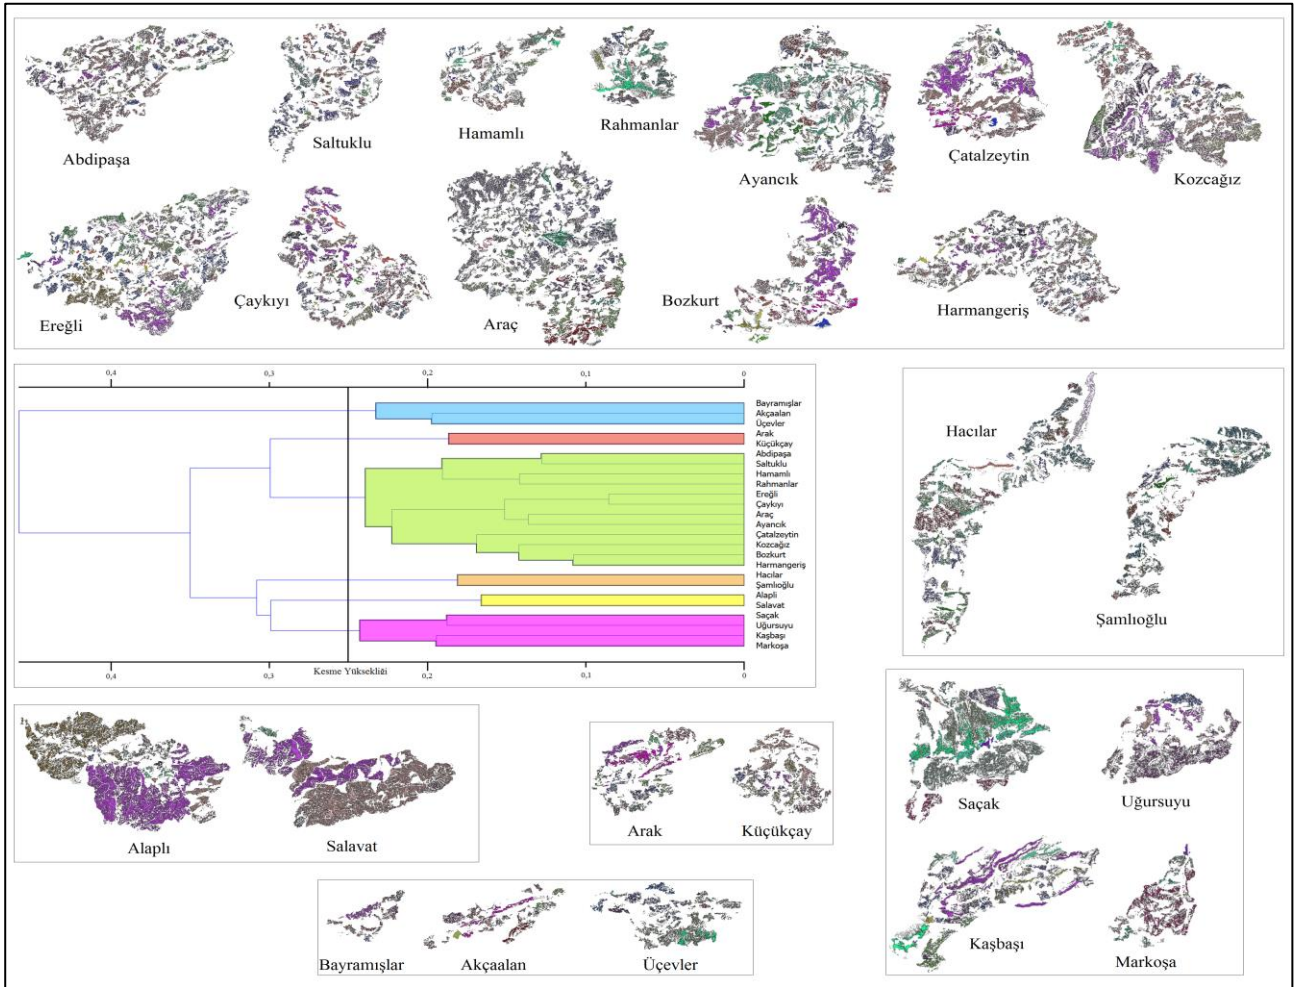 Abdipaşa
Saltuklu
Hamamlı
Rahmanlar
Ayancık
Çatalzeytin
Kozcağız
Ereğli
Çaykıyı
Araç
Bozkurt
Harmangeriş
0,4 0,3 0,2 0,1 0
Bayramışlar
Akçaalan
Üçevler
Arak
Küçükçay
Abdipaşa
Saltuklu
Hamamlı
Rahmanlar
Ereğli
Çaykıyı
Araç
Ayancık
Çatalzeytin
Kozcağız
Bozkurt
Harmangeriş
Hacılar
Şamlıoğlu
Alapli
Salavat
Saçak
Uğursuyu
Kaşbaşı
Markoşa
Kesme Yüksekliği
0,4 0,3 0,2 0,1 0
Hacılar
Şamlıoğlu
Alaplı
Salavat
Arak
Küçükçay
Saçak
Uğursuyu
Kaşbaşı
Markoşa
Bayramışlar
Akçaalan
Üçevler